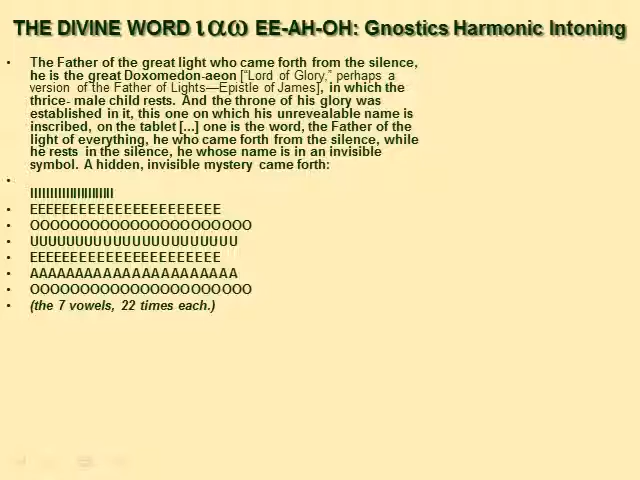 THE DIVINE WORD ιαω EE-AH-OH: Gnostics Harmonic Intoning
• The Father of the great light who came forth from the silence,
he is the great Doxomedon-aeon [“Lord of Glory,” perhaps a
version of the Father of Lights—Epistle of James], in which the
thrice- male child rests. And the throne of his glory was
established in it, this one on which his unrevealable name is
inscribed, on the tablet [...] one is the word, the Father of the
light of everything, he who came forth from the silence, while
he rests in the silence, he whose name is in an invisible
symbol. A hidden, invisible mystery came forth:
•
IIIIIIIIIIIIIIIIIIIIII
• EEEEEEEEEEEEEEEEEEEEEE
• OOOOOOOOOOOOOOOOOOOOOO
• UUUUUUUUUUUUUUUUUUUUUU
• EEEEEEEEEEEEEEEEEEEEEE
• AAAAAAAAAAAAAAAAAAAAAA
• OOOOOOOOOOOOOOOOOOOOOO
• (the 7 vowels, 22 times each.)